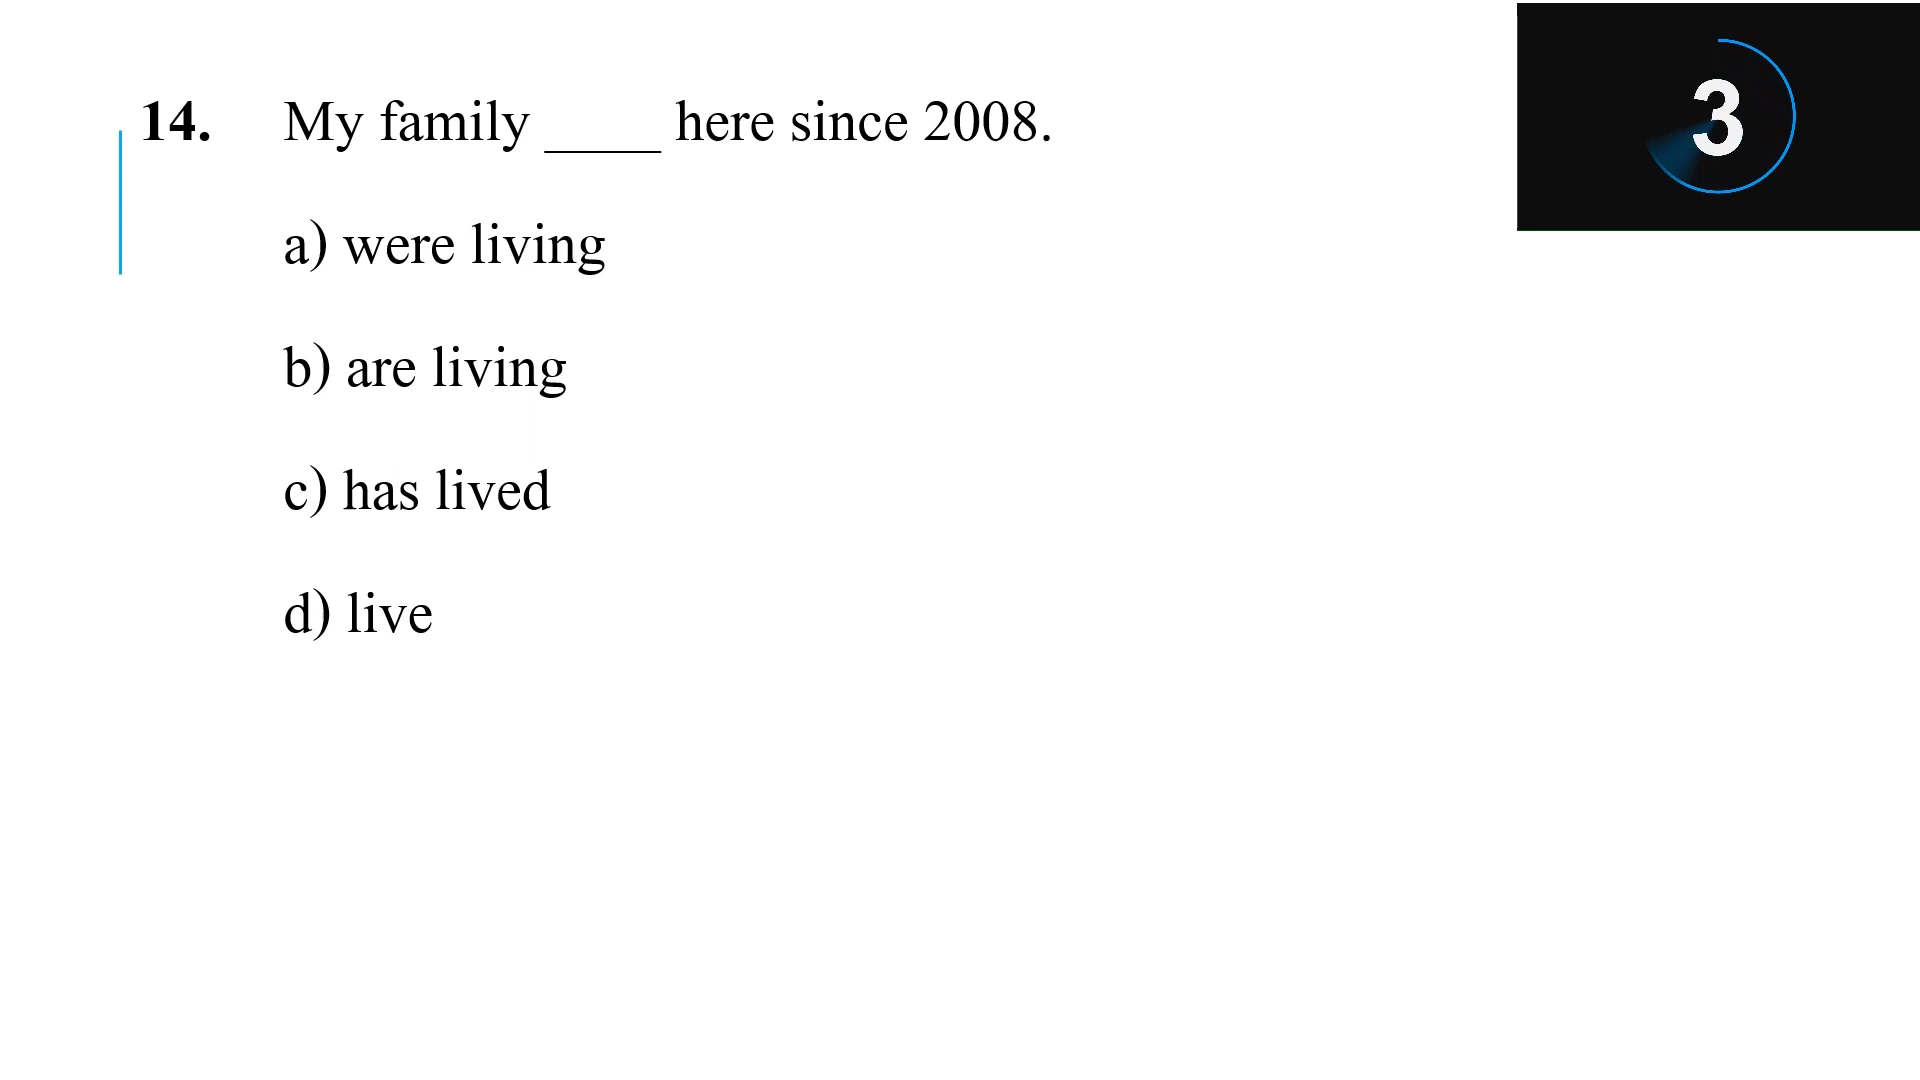 14. My family ____ here since 2008.
a) were living
b) are living
c) has lived
d) live
3